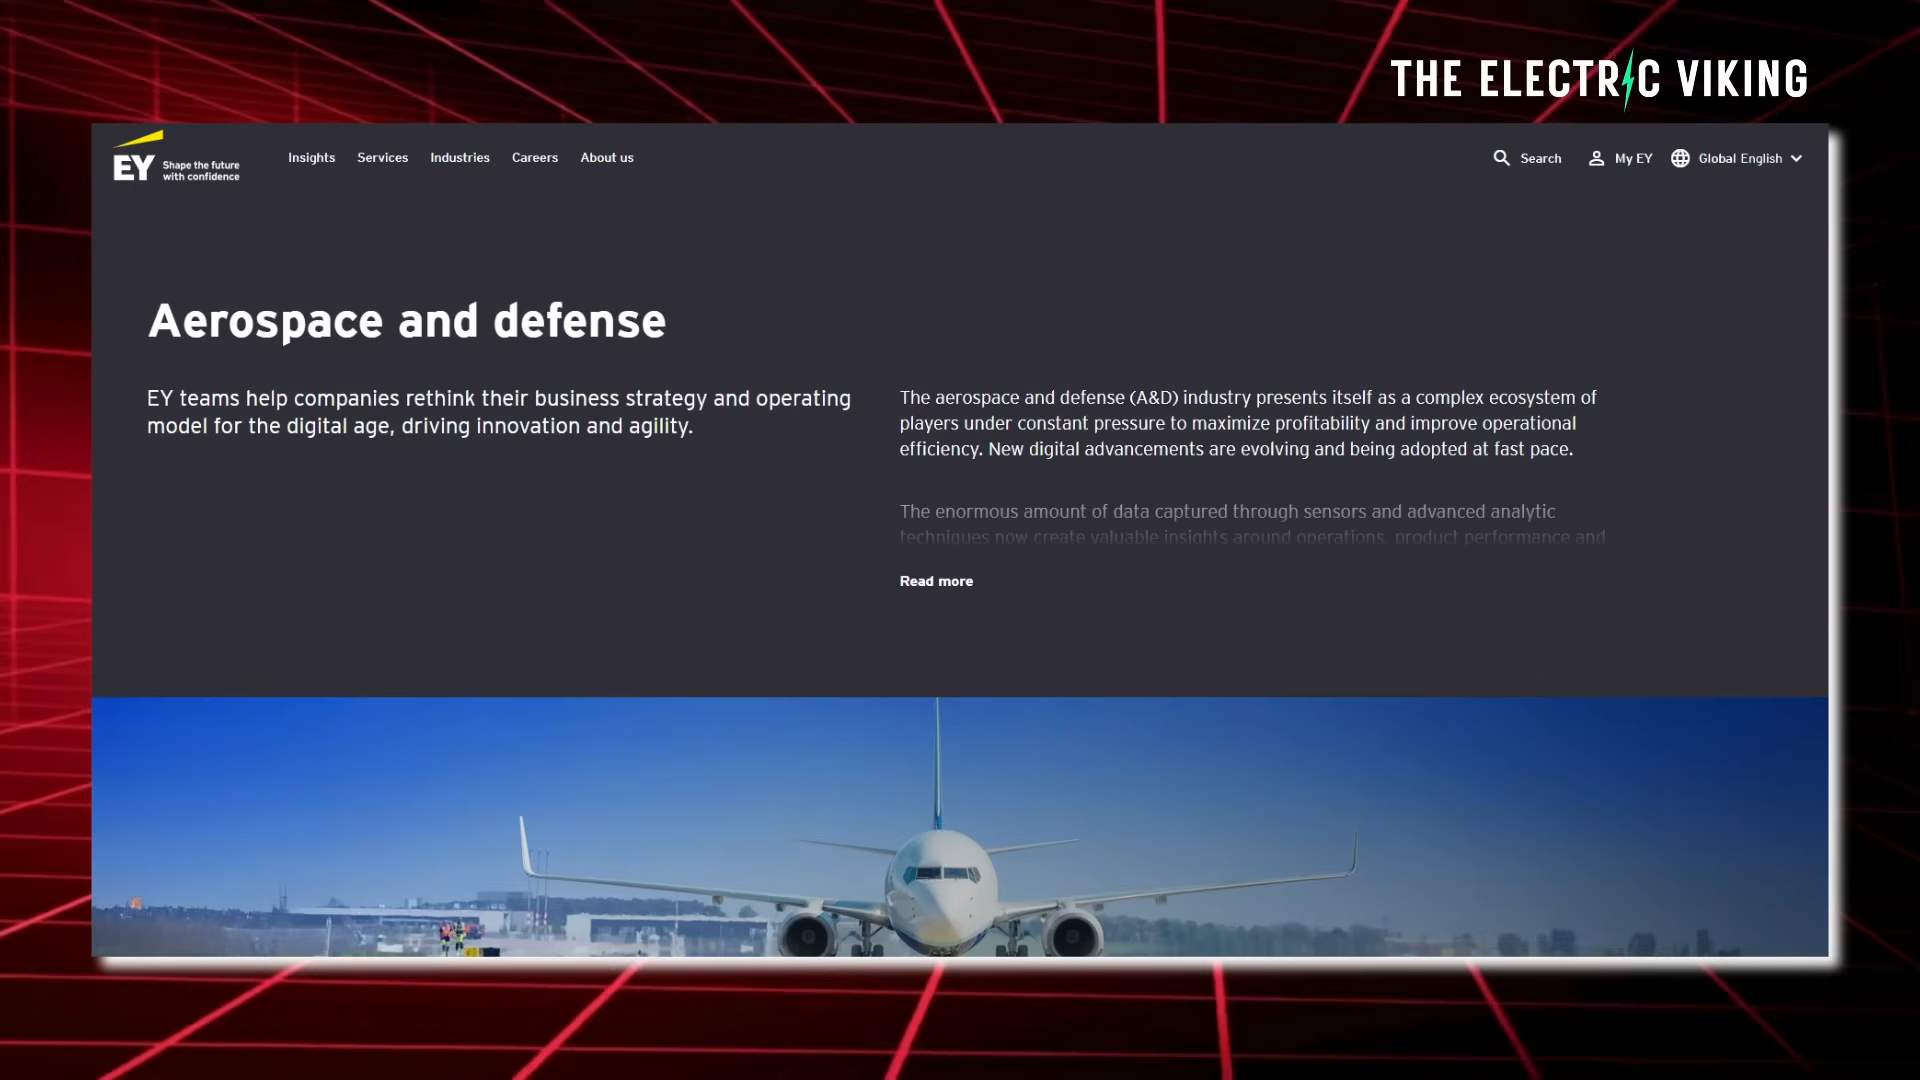 THE ELECTRIC VIKING
EY Shape the future
with confidence
Insights Services Industries Careers About us
Search My EY Global English
Aerospace and defense
EY teams help companies rethink their business strategy and operating
model for the digital age, driving innovation and agility.
The aerospace and defense (A&D) industry presents itself as a complex ecosystem of
players under constant pressure to maximize profitability and improve operational
efficiency. New digital advancements are evolving and being adopted at fast pace.
The enormous amount of data captured through sensors and advanced analytic
techniques now create valuable insights around operations, product performance and
Read more